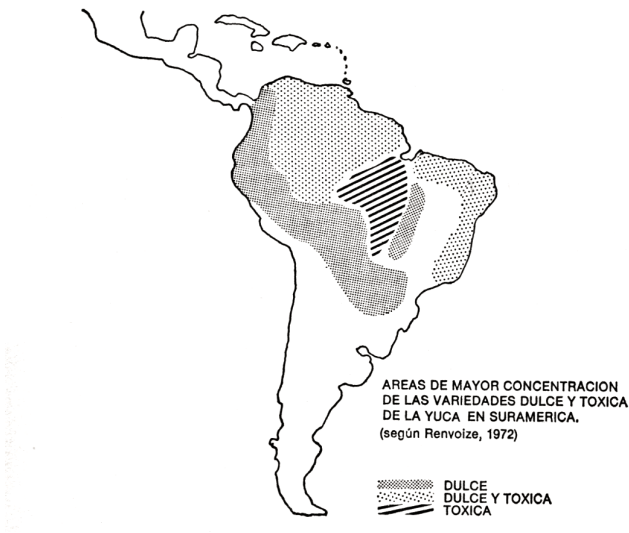 AREAS DE MAYOR CONCENTRACION
DE LAS VARIEDADES DULCE Y TOXICA
DE LA YUCA EN SURAMERICA.
(según Renvoize, 1972)
DULCE
DULCE Y TOXICA
TOXICA